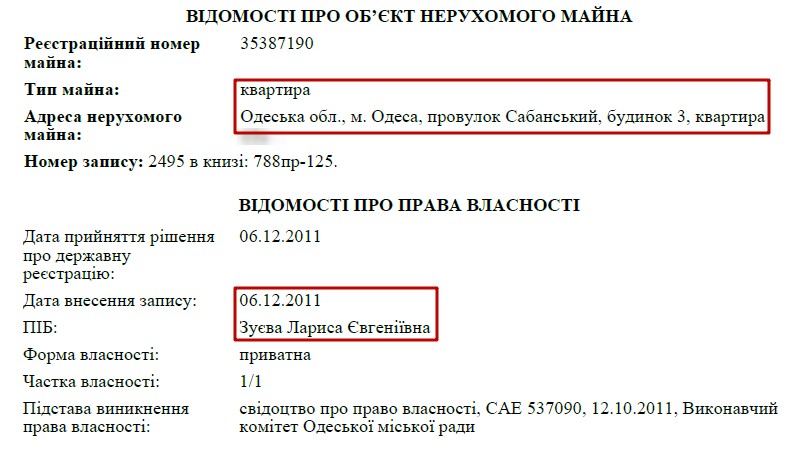 ВІДОМОСТІ ПРО ОБ’ЄКТ НЕРУХОМОГО МАЙНА
Реєстраційний номер 35387190
майна:
Тип майна: квартира
Адреса нерухомого Одеська обл., м. Одеса, провулок Сабанський, будинок 3, квартира
майна:
Номер запису: 2495 в книзі: 788пр-125.
ВІДОМОСТІ ПРО ПРАВА ВЛАСНОСТІ
Дата прийняття рішення 06.12.2011
про державну
реєстрацію:
Дата внесення запису: 06.12.2011
ПІБ: Зуєва Лариса Євгеніївна
Форма власності: приватна
Частка власності: 1/1
Підстава виникнення свідоцтво про право власності, САЕ 537090, 12.10.2011, Виконавчий
права власності: комітет Одеської міської ради